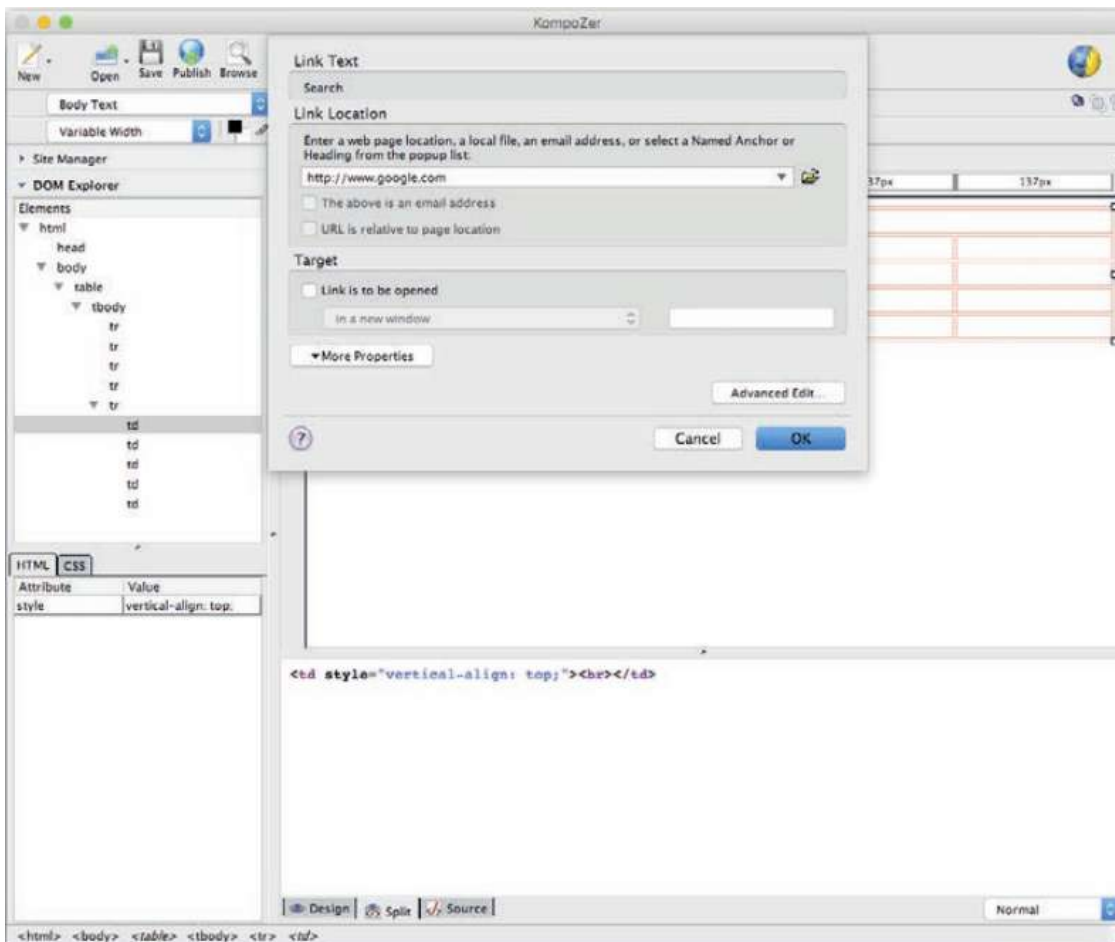 KompoZer
New Open Save Publish Browse
Body Text
Variable Width
Site Manager
DOM Explorer
Elements
html
head
body
table
tbody
tr
tr
tr
tr
tr
td
td
td
td
td
HTML CSS
Attribute Value
style vertical-align: top;
Link Text
Search
Link Location
Enter a web page location, a local file, an email address, or select a Named Anchor or
Heading from the popup list.
http://www.google.com
The above is an email address
URL is relative to page location
Target
Link is to be opened
in a new window
More Properties
Advanced Edit...
? Cancel OK
37px 137px
<td style="vertical-align: top;"><br></td>
Design Split Source
Normal
<html> <body> <table> <tbody> <tr> <td>